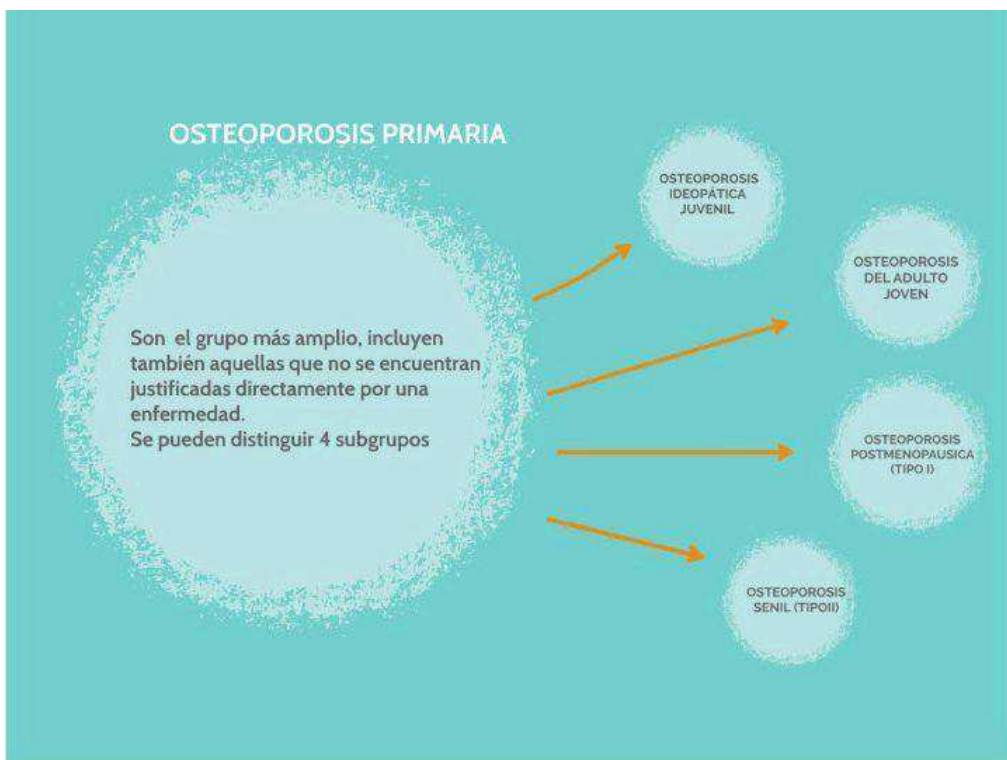 OSTEOPOROSIS PRIMARIA
Son el grupo más amplio, incluyen
también aquellas que no se encuentran
justificadas directamente por una
enfermedad.
Se pueden distinguir 4 subgrupos
OSTEOPOROSIS
IDEOPÁTICA
JUVENIL
OSTEOPOROSIS
DEL ADULTO
JOVEN
OSTEOPOROSIS
POSTMENOPAUSICA
(TIPO I)
OSTEOPOROSIS
SENIL (TIPOII)